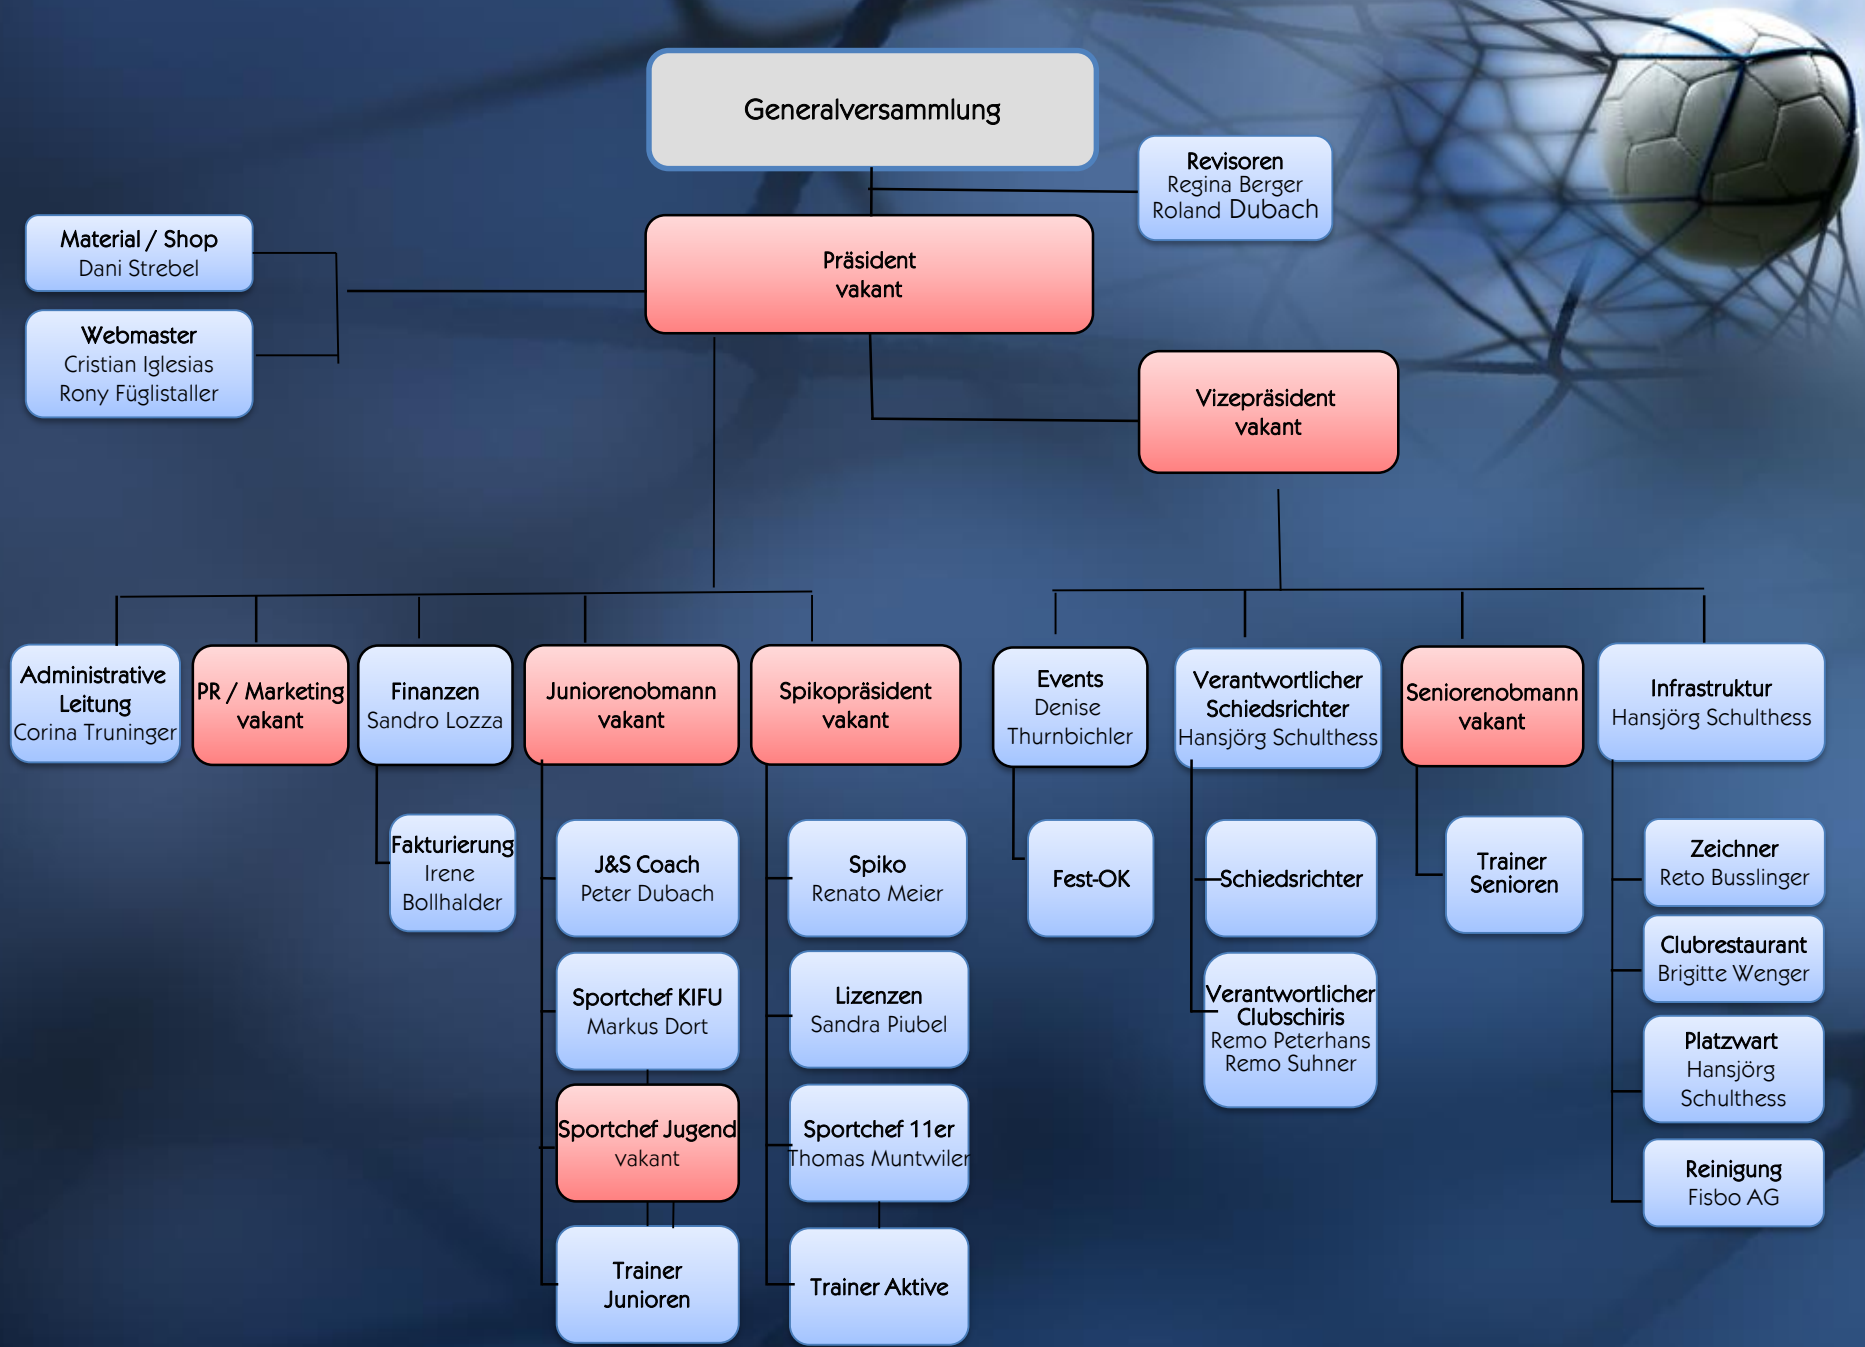 Generalversammlung
Revisoren
Regina Berger
Roland Dubach
Material / Shop
Dani Strebel
Präsident
vakant
Webmaster
Cristian Iglesias
Rony Füglistaller
Vizepräsident
vakant
Administrative
Leitung
Corina Truninger
PR / Marketing
vakant
Finanzen
Sandro Lozza
Juniorenobmann
vakant
Spikopräsident
vakant
Events
Denise
Thurnbichler
Verantwortlicher
Schiedsrichter
Hansjörg Schulthess
Seniorenobmann
vakant
Infrastruktur
Hansjörg Schulthess
Fakturierung
Irene
Bollhalder
J&S Coach
Peter Dubach
Spiko
Renato Meier
Fest-OK
Schiedsrichter
Trainer
Senioren
Zeichner
Reto Busslinger
Clubrestaurant
Brigitte Wenger
Sportchef KIFU
Markus Dort
Lizenzen
Sandra Piubel
Verantwortlicher
Clubschiris
Remo Peterhans
Remo Suhner
Platzwart
Hansjörg
Schulthess
Sportchef Jugend
vakant
Sportchef 11er
Thomas Muntwiler
Reinigung
Fisbo AG
Trainer
Junioren
Trainer Aktive